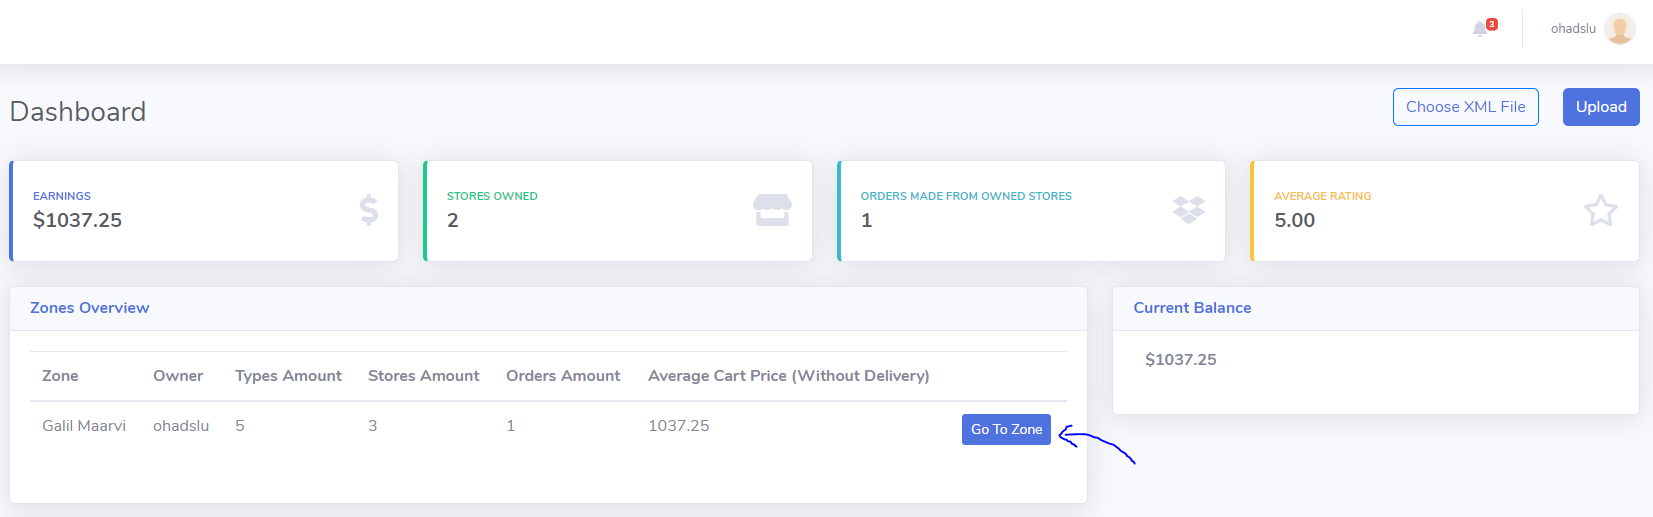 3
ohadslu
Dashboard
Choose XML File
Upload
EARNINGS
$1037.25
STORES OWNED
2
ORDERS MADE FROM OWNED STORES
1
AVERAGE RATING
5.00
Zones Overview
Zone Owner Types Amount Stores Amount Orders Amount Average Cart Price (Without Delivery)
Galil Maarvi ohadslu 5 3 1 1037.25 Go To Zone
Current Balance
$1037.25